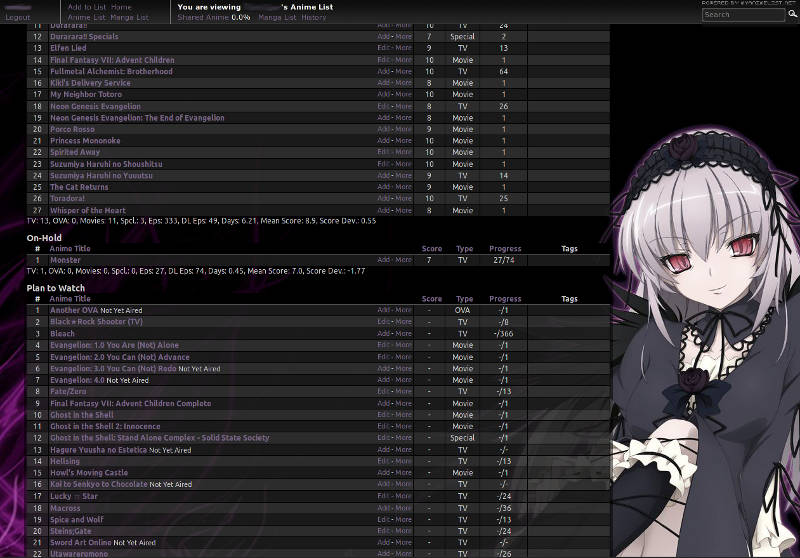 Add to List Home
You are viewing 's Anime List
POWERED BY MYANIMELIST.NET
Logout
Anime List Manga List
Shared Anime 0.0% Manga List History
Search
11 Durarara!! Add - More 10 TV 24
12 Durarara!! Specials Add - More 7 Special 2
13 Elfen Lied Edit - More 9 TV 13
14 Final Fantasy VII: Advent Children Add - More 10 Movie 1
15 Fullmetal Alchemist: Brotherhood Add - More 10 TV 64
16 Kiki's Delivery Service Add - More 8 Movie 1
17 My Neighbor Totoro Add - More 10 Movie 1
18 Neon Genesis Evangelion Edit - More 8 TV 26
19 Neon Genesis Evangelion: The End of Evangelion Add - More 8 Movie 1
20 Porco Rosso Add - More 9 Movie 1
21 Princess Mononoke Add - More 10 Movie 1
22 Spirited Away Edit - More 10 Movie 1
23 Suzumiya Haruhi no Shoushitsu Edit - More 10 Movie 1
24 Suzumiya Haruhi no Yuuutsu Edit - More 9 TV 14
25 The Cat Returns Add - More 9 Movie 1
26 Toradora! Edit - More 10 TV 25
27 Whisper of the Heart Add - More 8 Movie 1
TV: 13, OVA: 0, Movies: 11, Spcl.: 3, Eps: 333, DL Eps: 49, Days: 6.21, Mean Score: 8.9, Score Dev.: 0.55
On-Hold
# Anime Title Score Type Progress Tags
1 Monster Add - More 7 TV 27/74
TV: 1, OVA: 0, Movies: 0, Spcl.: 0, Eps: 27, DL Eps: 74, Days: 0.45, Mean Score: 7.0, Score Dev.: -1.77
Plan to Watch
# Anime Title Score Type Progress Tags
1 Another OVA Not Yet Aired Add - More - OVA -/1
2 Black★Rock Shooter (TV) Edit - More - TV -/8
3 Bleach Edit - More - TV -/366
4 Evangelion: 1.0 You Are (Not) Alone Add - More - Movie -/1
5 Evangelion: 2.0 You Can (Not) Advance Add - More - Movie -/1
6 Evangelion: 3.0 You Can (Not) Redo Not Yet Aired Add - More - Movie -/1
7 Evangelion: 4.0 Not Yet Aired Add - More - Movie -/1
8 Fate/Zero Edit - More - TV -/13
9 Final Fantasy VII: Advent Children Complete Add - More - Movie -/1
10 Ghost in the Shell Edit - More - Movie -/1
11 Ghost in the Shell 2: Innocence Edit - More - Movie -/1
12 Ghost in the Shell: Stand Alone Complex - Solid State Society Edit - More - Special -/1
13 Hagure Yuusha no Estetica Not Yet Aired Add - More - TV -/-
14 Hellsing Edit - More - TV -/13
15 Howl's Moving Castle Edit - More - Movie -/1
16 Koi to Senkyo to Chocolate Not Yet Aired Add - More - TV -/-
17 Lucky ☆ Star Edit - More - TV -/24
18 Macross Edit - More - TV -/36
19 Spice and Wolf Edit - More - TV -/13
20 Steins;Gate Edit - More - TV -/24
21 Sword Art Online Not Yet Aired Edit - More - TV -/-
22 Utawarerumono Edit - More - TV -/26